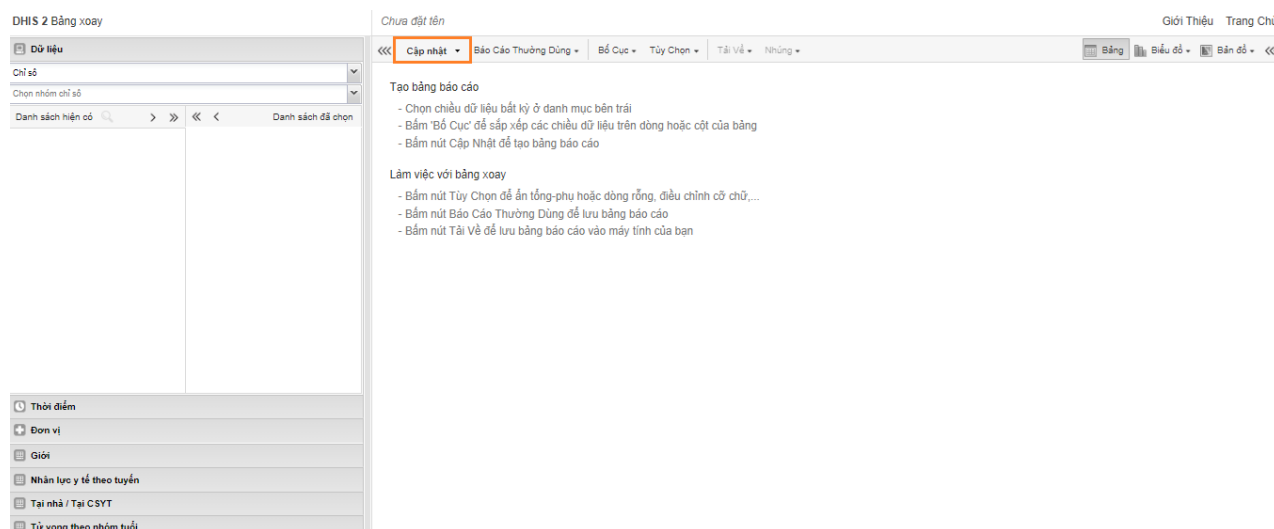 DHIS 2 Bảng xoay
Chưa đặt tên
Giới Thiệu Trang Chủ
Dữ liệu
Cập nhật Báo Cáo Thường Dùng Bố Cục Tùy Chọn Tải Về Nhúng
Bảng Biểu đồ Bản đồ
Chỉ số
Chọn nhóm chỉ số
Danh sách hiện có
Danh sách đã chọn
Tạo bảng báo cáo
- Chọn chiều dữ liệu bất kỳ ở danh mục bên trái
- Bấm 'Bố Cục' để sắp xếp các chiều dữ liệu trên dòng hoặc cột của bảng
- Bấm nút Cập Nhật để tạo bảng báo cáo
Làm việc với bảng xoay
- Bấm nút Tùy Chọn để ẩn tổng-phụ hoặc dòng rỗng, điều chỉnh cỡ chữ,...
- Bấm nút Báo Cáo Thường Dùng để lưu bảng báo cáo
- Bấm nút Tải Về để lưu bảng báo cáo vào máy tính của bạn
Thời điểm
Đơn vị
Giới
Nhân lực y tế theo tuyến
Tại nhà / Tại CSYT
Tử vong theo nhóm tuổi